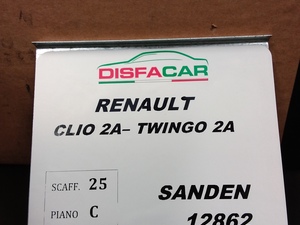 DISFACAR
RENAULT
CLIO 2A– TWINGO 2A
SCAFF. 25
SANDEN
PIANO C
12862